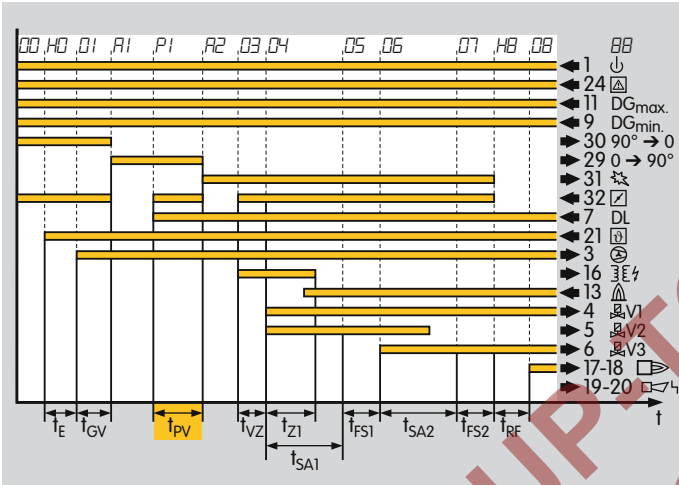 00 H0 01 A1 P1 A2 03 04 05 06 07 H8 08 88
1
24
11 DGmax.
9 DGmin.
30 90° → 0
29 0 → 90°
31
32
7 DL
21 ϑ
3
16
13
4 V1
5 V2
6 V3
17-18
19-20
t
tE tGV tPV tVZ tZ1 tFS1 tSA2 tFS2 tRF
tSA1
UP-TO